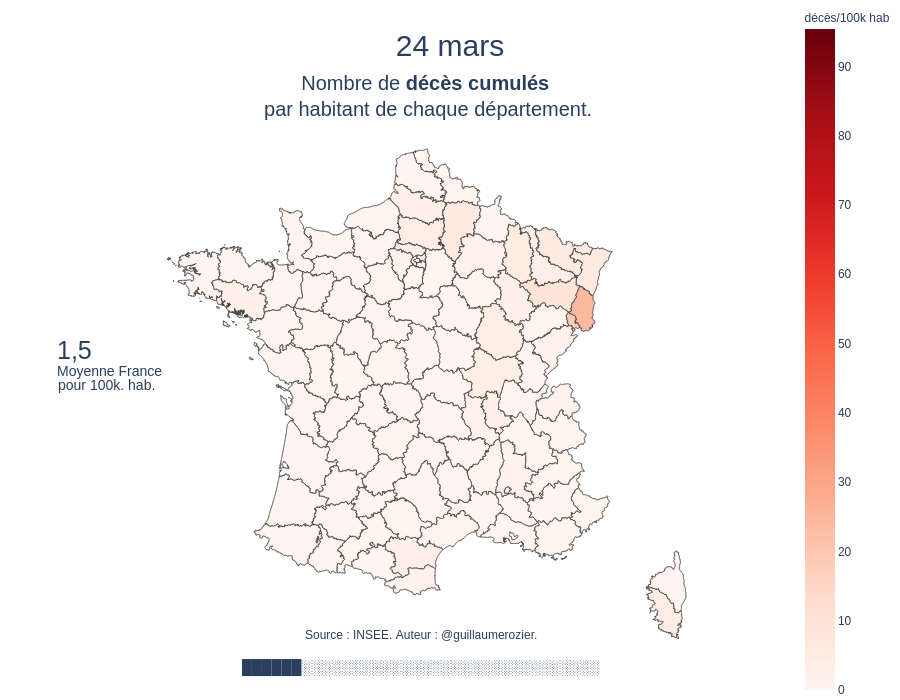 décès/100k hab
24 mars
Nombre de décès cumulés
par habitant de chaque département.
90
80
70
60
50
40
30
20
10
0
1,5
Moyenne France
pour 100k. hab.
Source : INSEE. Auteur : @guillaumerozier.